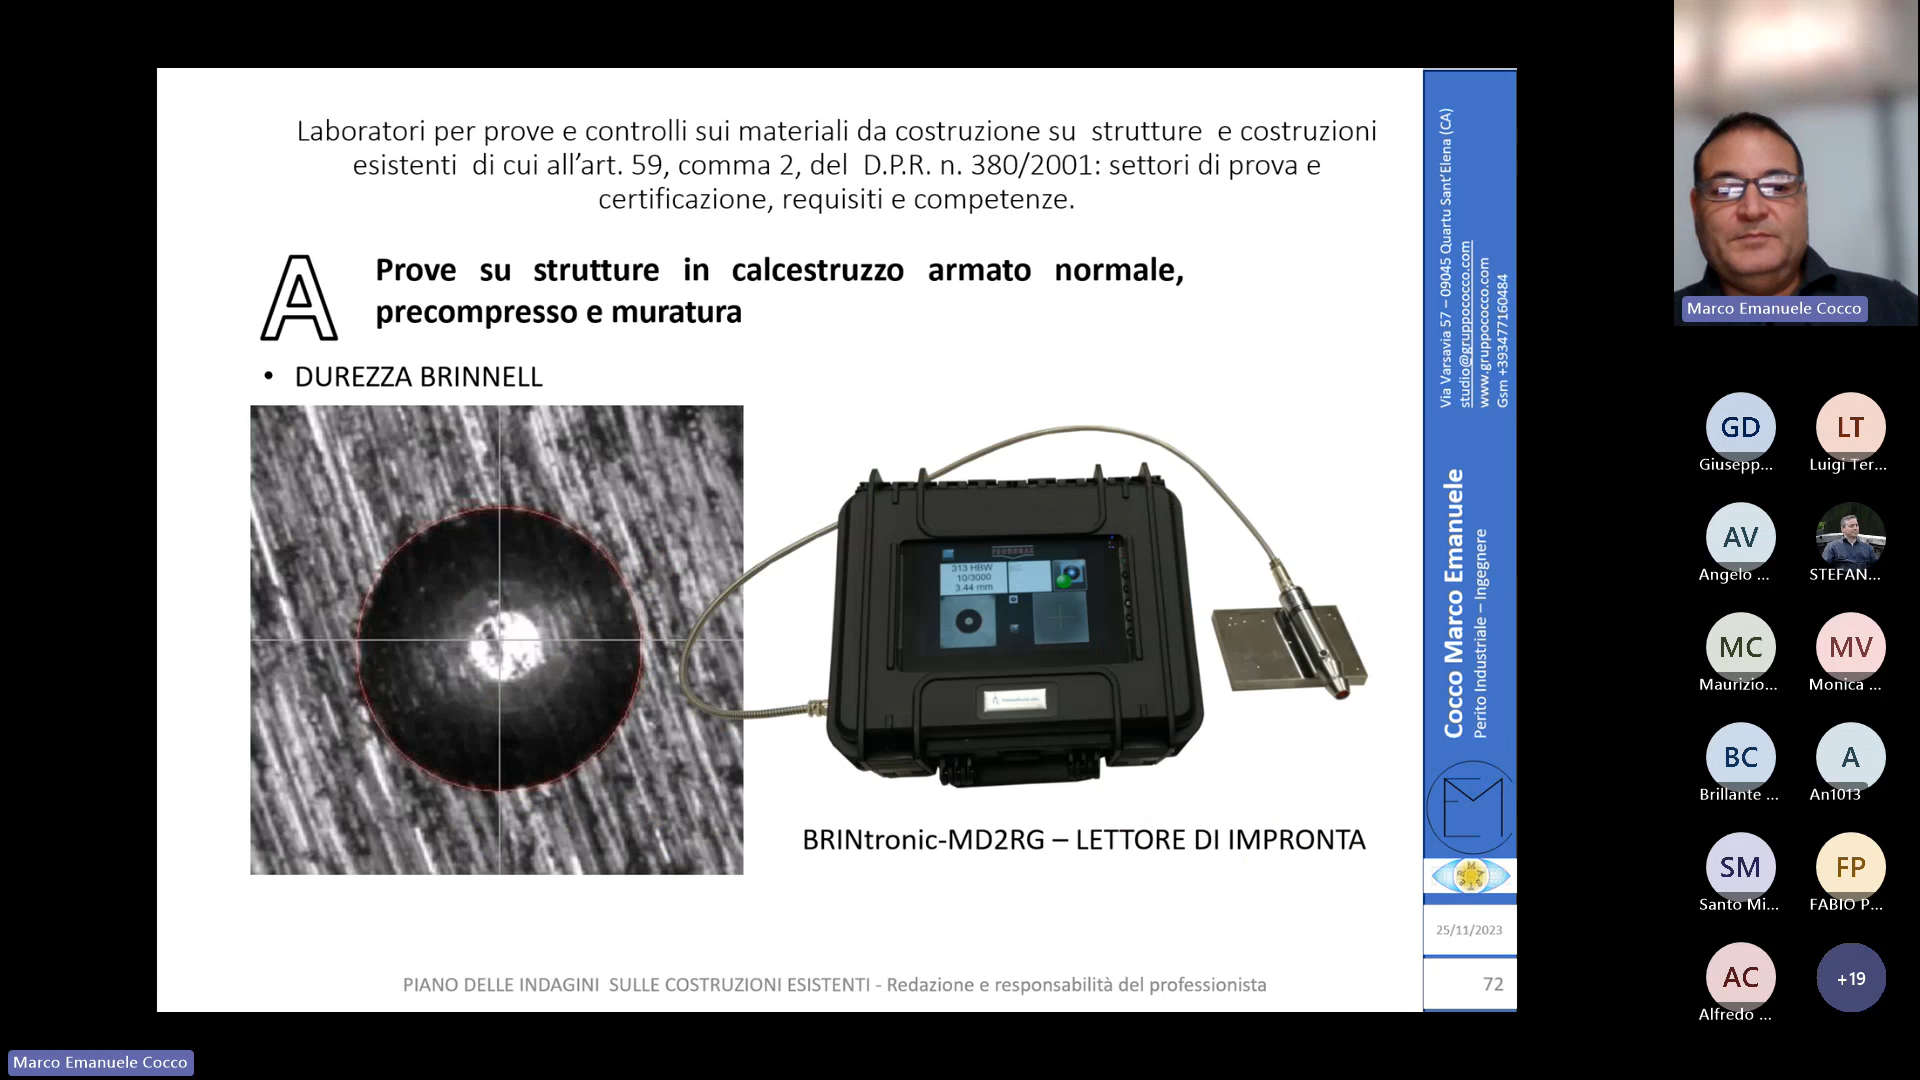 Laboratori per prove e controlli sui materiali da costruzione su strutture e costruzioni
esistenti di cui all’art. 59, comma 2, del D.P.R. n. 380/2001: settori di prova e
certificazione, requisiti e competenze.
A
Prove su strutture in calcestruzzo armato normale,
precompresso e muratura
• DUREZZA BRINNELL
313 HBW
10/3000
3.44 mm
BRINtronic-MD2RG – LETTORE DI IMPRONTA
PIANO DELLE INDAGINI SULLE COSTRUZIONI ESISTENTI - Redazione e responsabilità del professionista
Via Varsavia 57 – 09045 Quartu Sant’Elena (CA)
studio@gruppococco.com
www.gruppococco.com
Gsm +393477160484
Cocco Marco Emanuele
Perito Industriale – Ingegnere
25/11/2023
72
Marco Emanuele Cocco
GD
Giusepp...
LT
Luigi Ter...
AV
Angelo ...
STEFAN...
MC
Maurizio...
MV
Monica ...
BC
Brillante ...
A
An1013
SM
Santo Mi...
FP
FABIO P...
AC
Alfredo ...
+19
Marco Emanuele Cocco